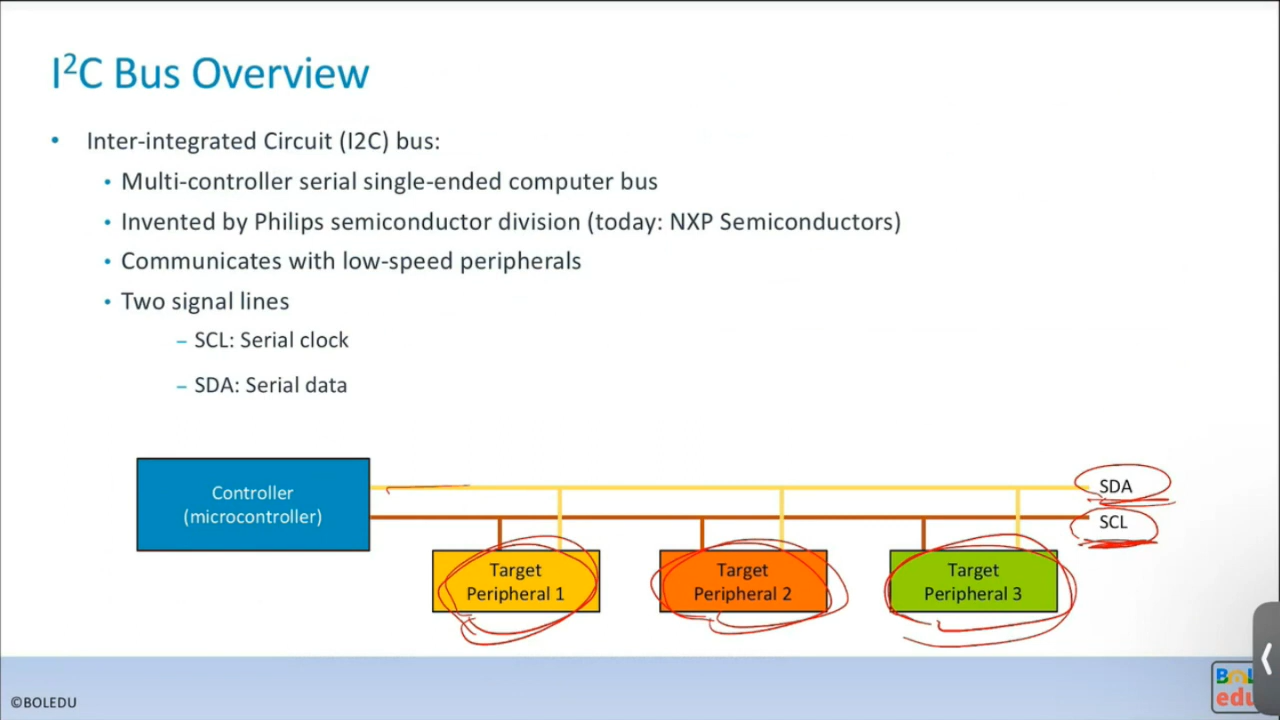 I²C Bus Overview
• Inter-integrated Circuit (I2C) bus:
• Multi-controller serial single-ended computer bus
• Invented by Philips semiconductor division (today: NXP Semiconductors)
• Communicates with low-speed peripherals
• Two signal lines
– SCL: Serial clock
– SDA: Serial data
Controller
(microcontroller)
SDA
SCL
Target
Peripheral 1
Target
Peripheral 2
Target
Peripheral 3
©BOLEDU
BOL
edu